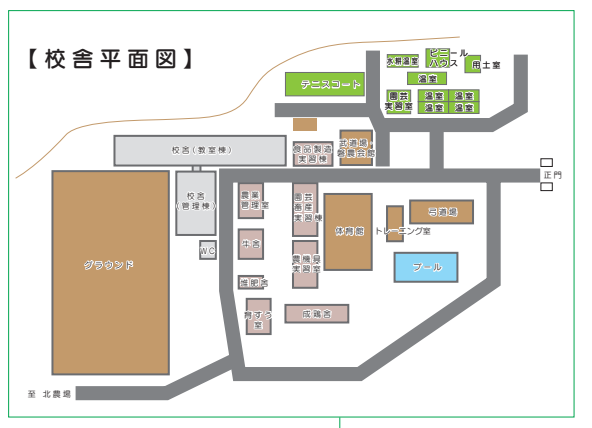 【校舎平面図】
水耕温室
ビニール
ハウス
用土室
温室
テニスコート
園芸
実習室
温室
温室
温室
温室
校舎(教室棟)
食品製造
実習棟
武道場・
磐農会館
正門
校舎
(管理棟)
農業
管理室
園芸
畜産
実習棟
体育館
トレーニング室
弓道場
WC
牛舎
農機具
実習室
プール
グラウンド
堆肥舎
育すう
室
成鶏舎
至 北農場